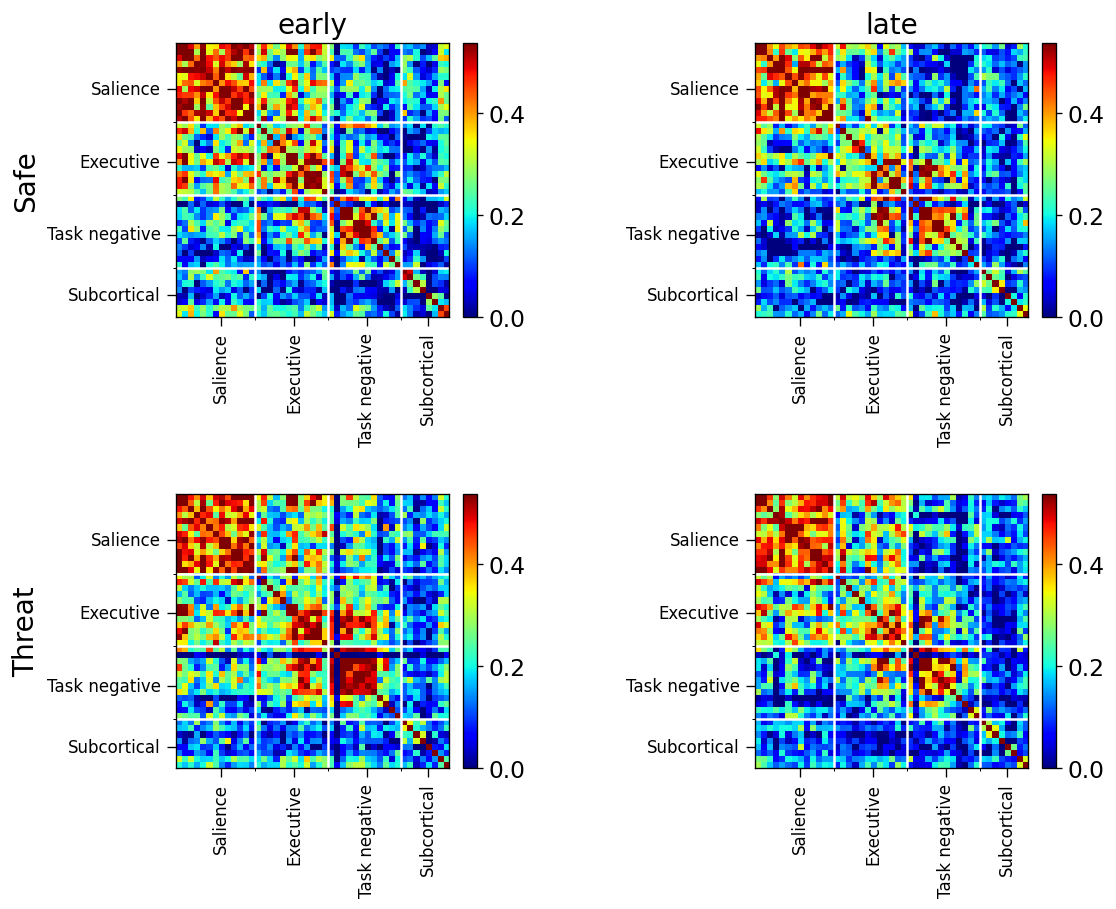 early
late
Safe
Salience
Executive
Task negative
Subcortical
0.4
0.2
0.0
Salience
Executive
Task negative
Subcortical
Salience
Executive
Task negative
Subcortical
0.4
0.2
0.0
Salience
Executive
Task negative
Subcortical
Threat
Salience
Executive
Task negative
Subcortical
0.4
0.2
0.0
Salience
Executive
Task negative
Subcortical
Salience
Executive
Task negative
Subcortical
0.4
0.2
0.0
Salience
Executive
Task negative
Subcortical